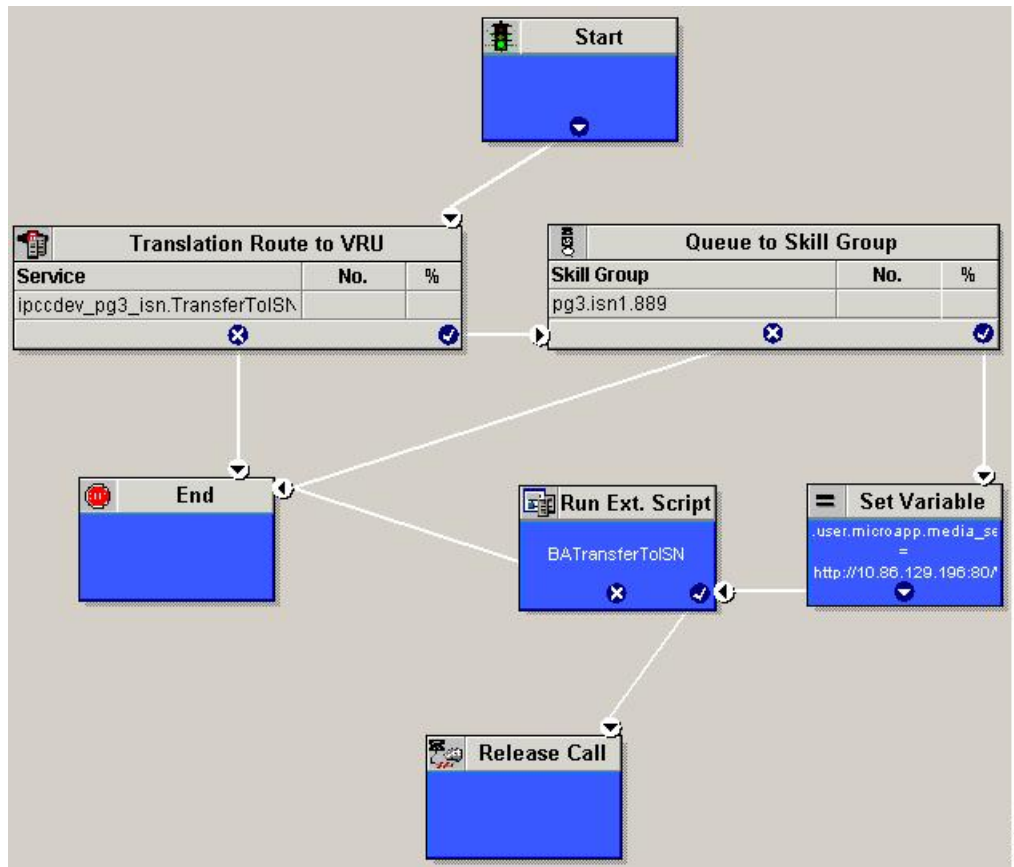 Start
Translation Route to VRU
Service No. %
ipccdev_pg3_isn.TransferToISN
Queue to Skill Group
Skill Group No. %
pg3.isn1.889
End
Run Ext. Script
BATransferToISN
Set Variable
.user.microapp.media_se
=
http://10.86.129.196:80/
Release Call